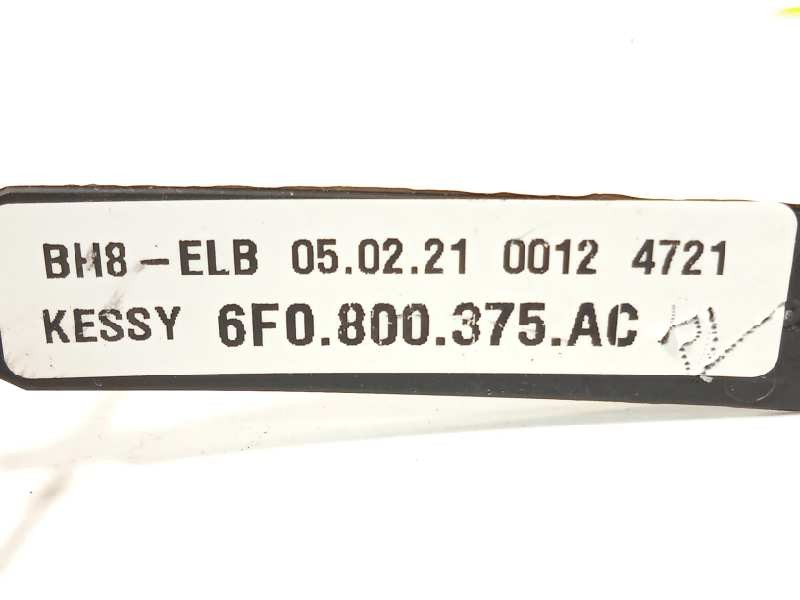 BH8-ELB 05.02.21 0012 4721
KESSY 6F0.800.375.AC